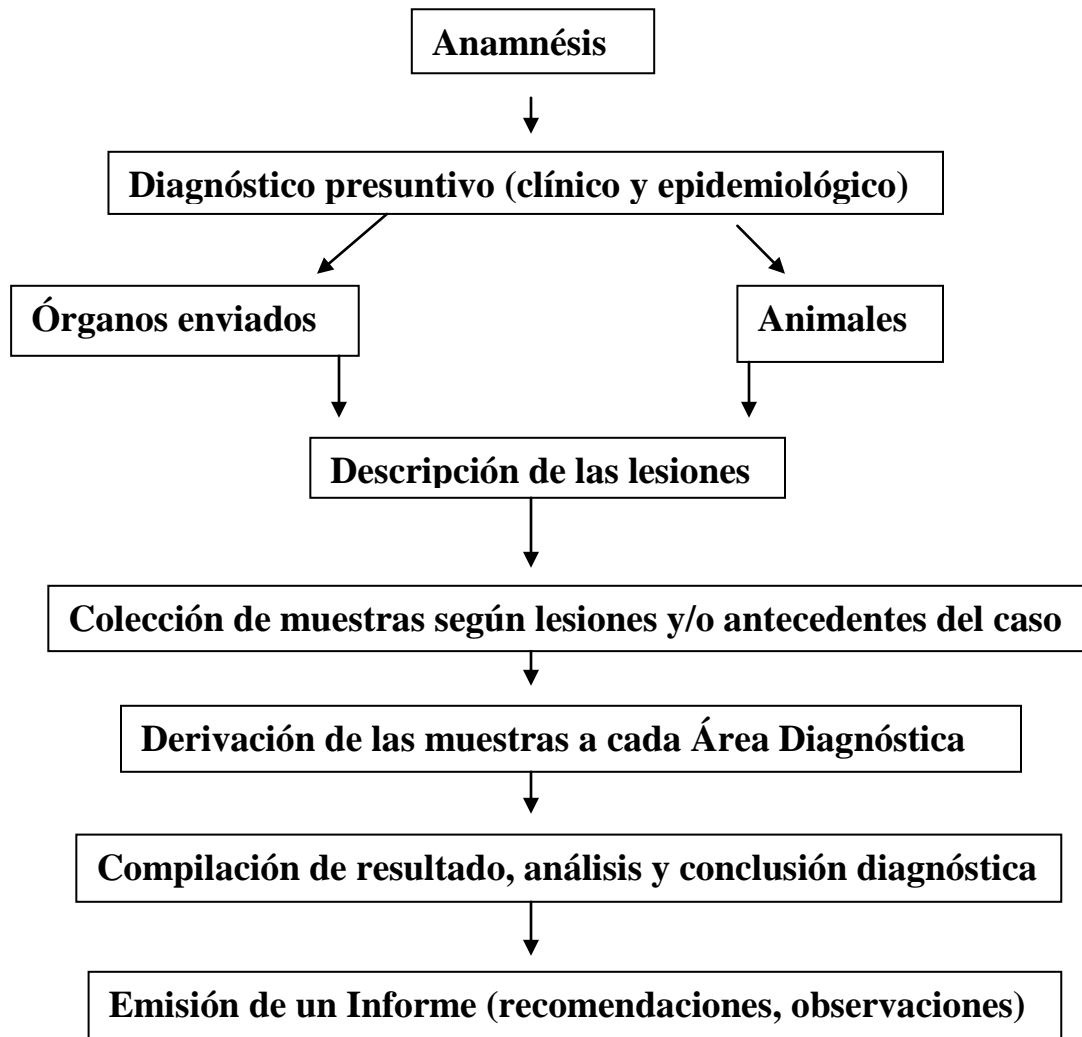 Anamnésis
Diagnóstico presuntivo (clínico y epidemiológico)
Órganos enviados
Animales
Descripción de las lesiones
Colección de muestras según lesiones y/o antecedentes del caso
Derivación de las muestras a cada Área Diagnóstica
Compilación de resultado, análisis y conclusión diagnóstica
Emisión de un Informe (recomendaciones, observaciones)